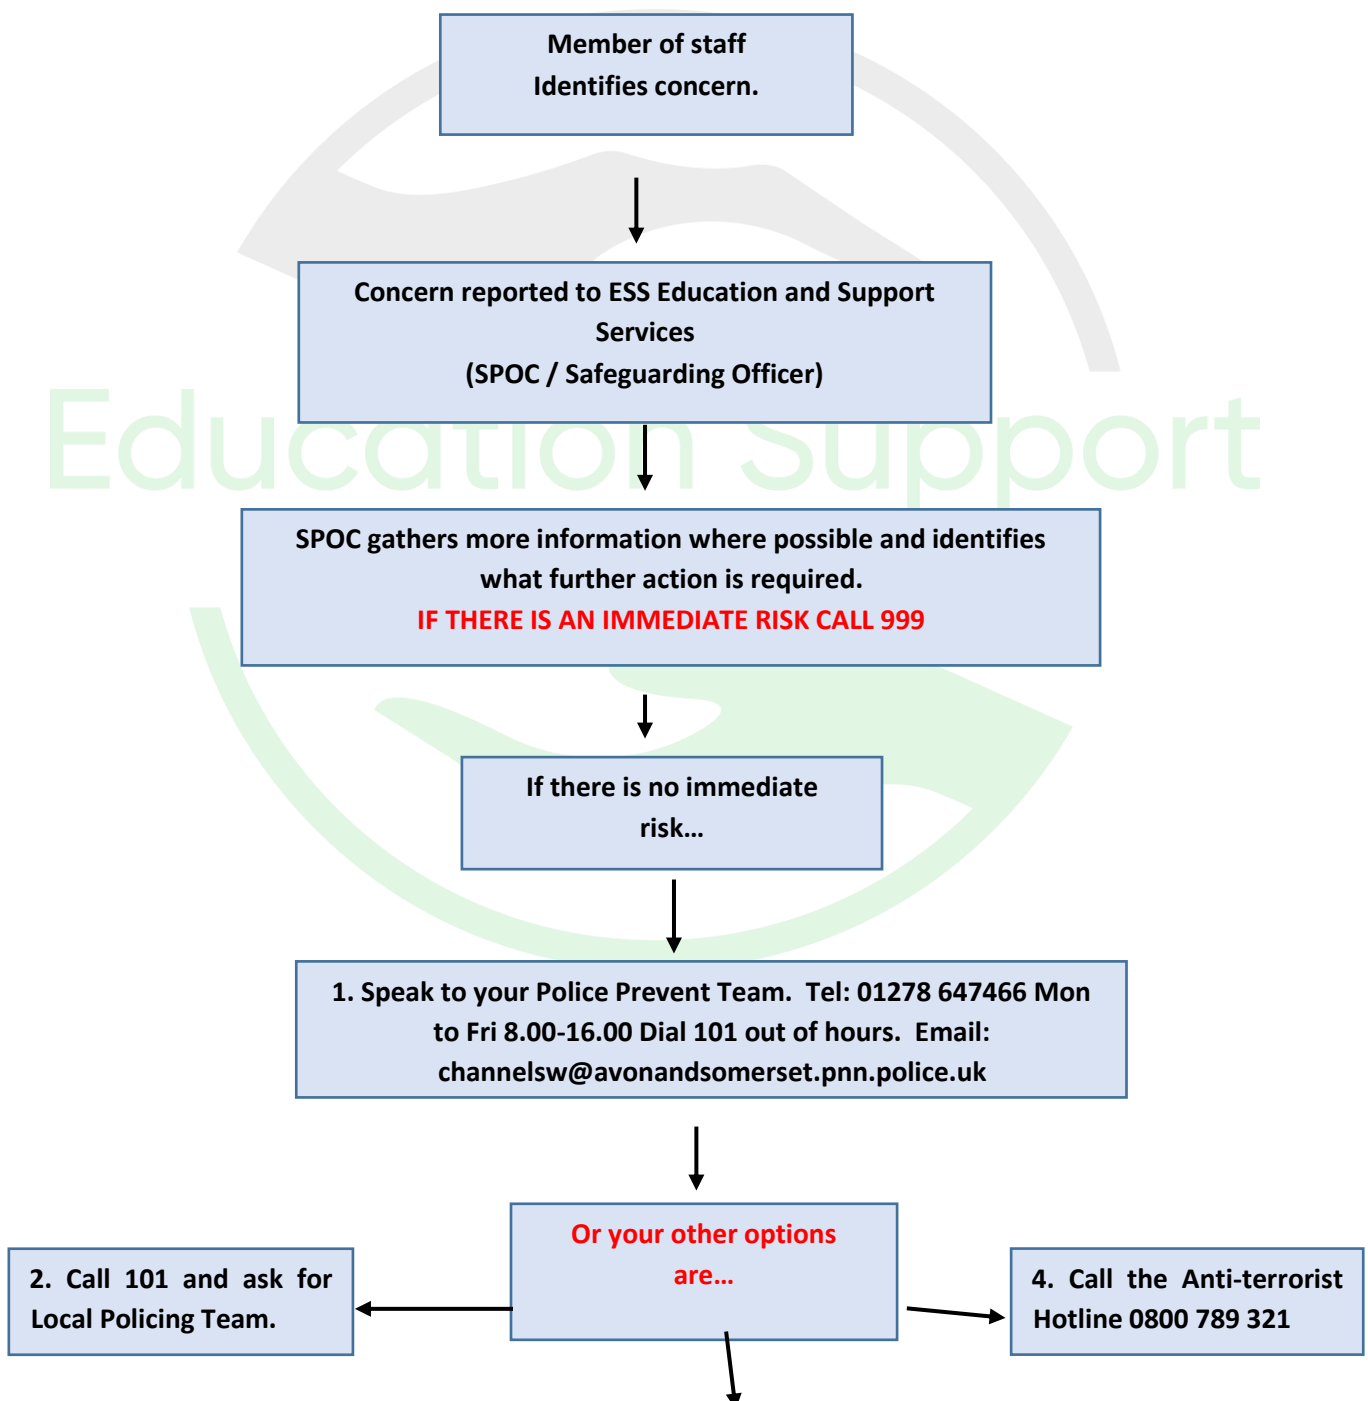 Member of staff
Identifies concern.
Concern reported to ESS Education and Support
Services
(SPOC / Safeguarding Officer)
Education Support
SPOC gathers more information where possible and identifies
what further action is required.
IF THERE IS AN IMMEDIATE RISK CALL 999
If there is no immediate
risk…
1. Speak to your Police Prevent Team.  Tel: 01278 647466 Mon
to Fri 8.00-16.00 Dial 101 out of hours.  Email:
channelsw@avonandsomerset.pnn.police.uk
Or your other options
are…
2. Call 101 and ask for
Local Policing Team.
4. Call the Anti-terrorist
Hotline 0800 789 321